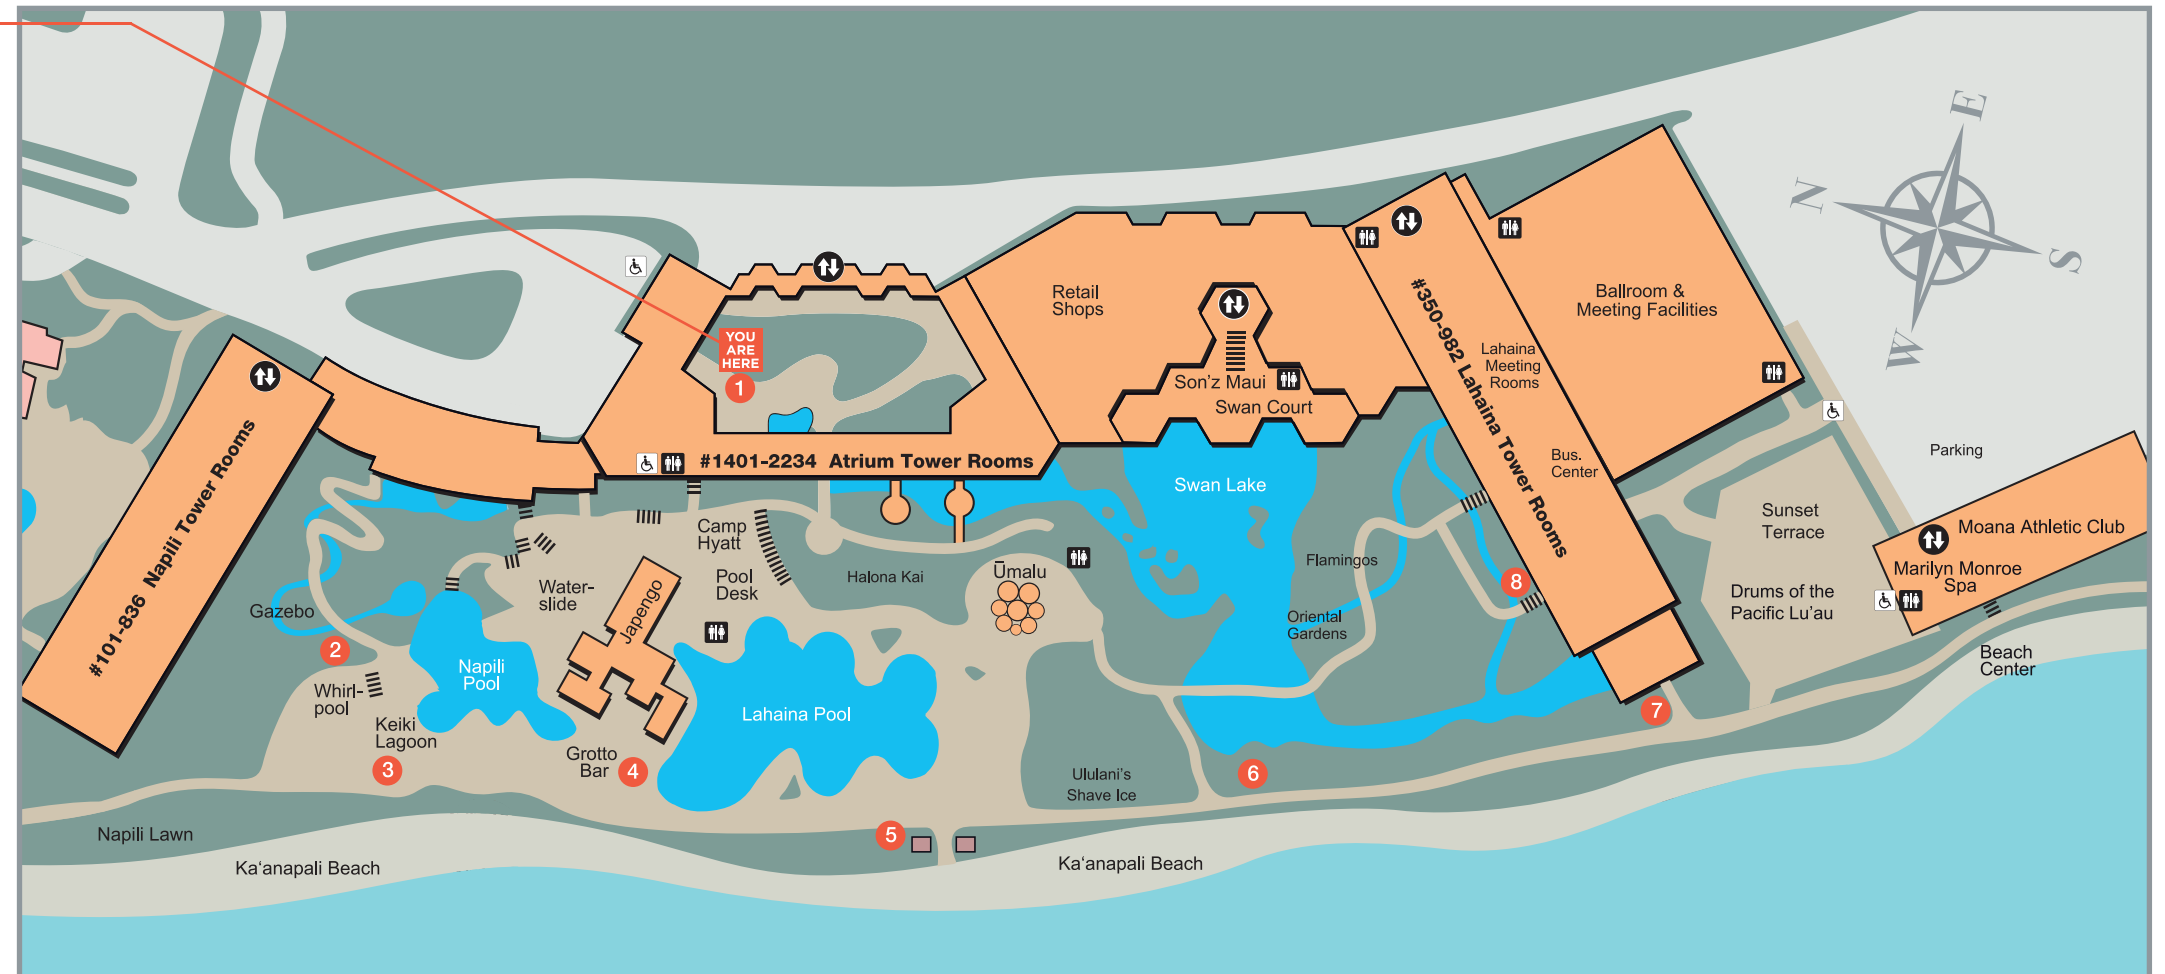 E
N
S
W
YOU
ARE
HERE
1
Retail
Shops
Ballroom &
Meeting Facilities
#350-982 Lahaina Tower Rooms
Lahaina
Meeting
Rooms
Son'z Maui
Swan Court
Bus.
Center
Parking
#101-836 Napili Tower Rooms
#1401-2234 Atrium Tower Rooms
Swan Lake
Sunset
Terrace
Moana Athletic Club
Marilyn Monroe
Spa
Camp
Hyatt
Pool
Desk
Halona Kai
Ūmalu
Flamingos
8
Drums of the
Pacific Lu'au
Water-
slide
Japengo
Gazebo
Oriental
Gardens
2
Napili
Pool
Beach
Center
Whirl-
pool
Keiki
Lagoon
Lahaina Pool
7
3
Grotto
Bar
4
6
Ululani's
Shave Ice
Napili Lawn
5
Ka'anapali Beach
Ka'anapali Beach